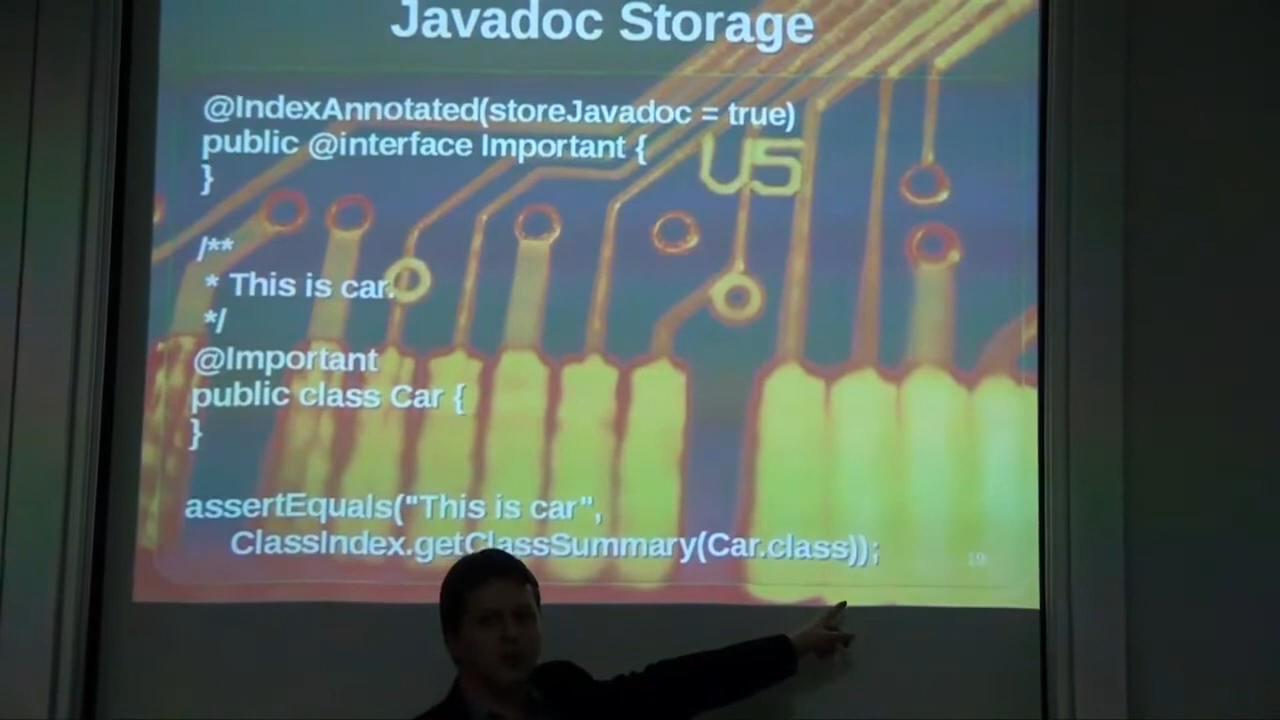 Javadoc Storage
@IndexAnnotated(storeJavadoc = true)
public @interface Important {
}
/**
* This is car.
*/
@Important
public class Car {
}
assertEquals("This is car",
ClassIndex.getClassSummary(Car.class));
19
U5